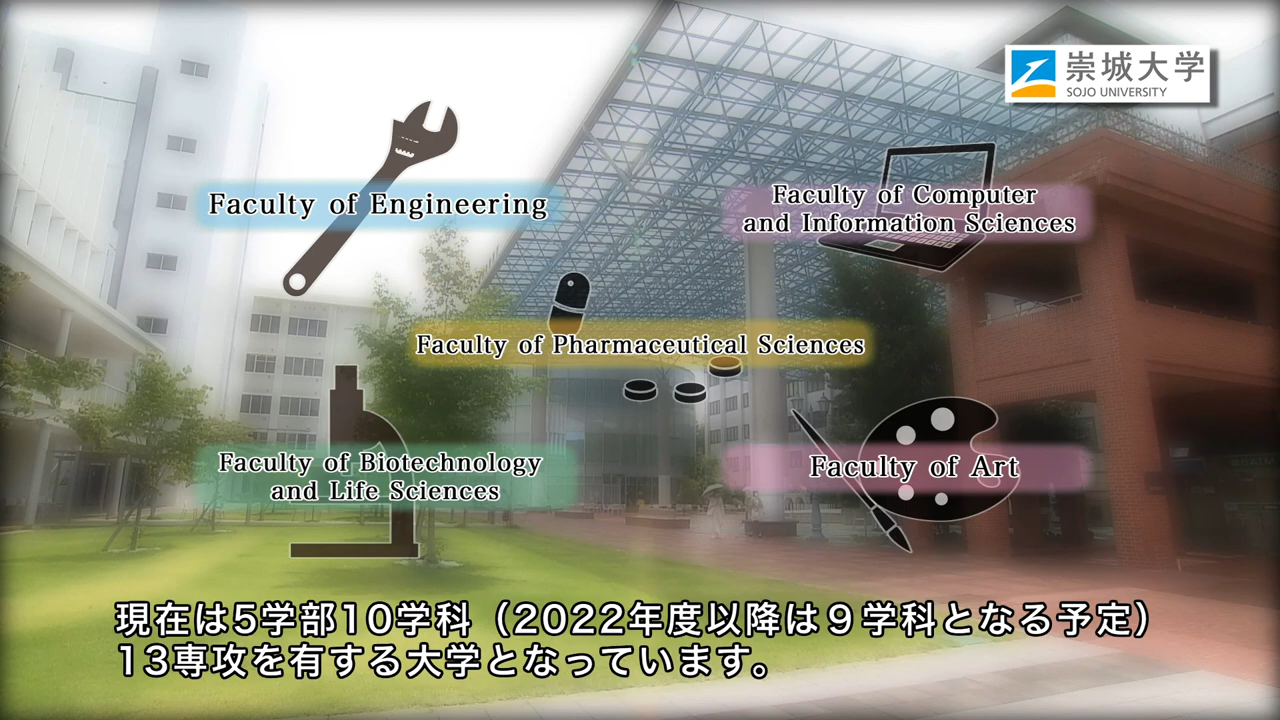 崇城大学
SOJO UNIVERSITY
Faculty of Engineering
Faculty of Computer
and Information Sciences
Faculty of Pharmaceutical Sciences
Faculty of Biotechnology
and Life Sciences
Faculty of Art
現在は5学部10学科（2022年度以降は９学科となる予定）
13専攻を有する大学となっています。